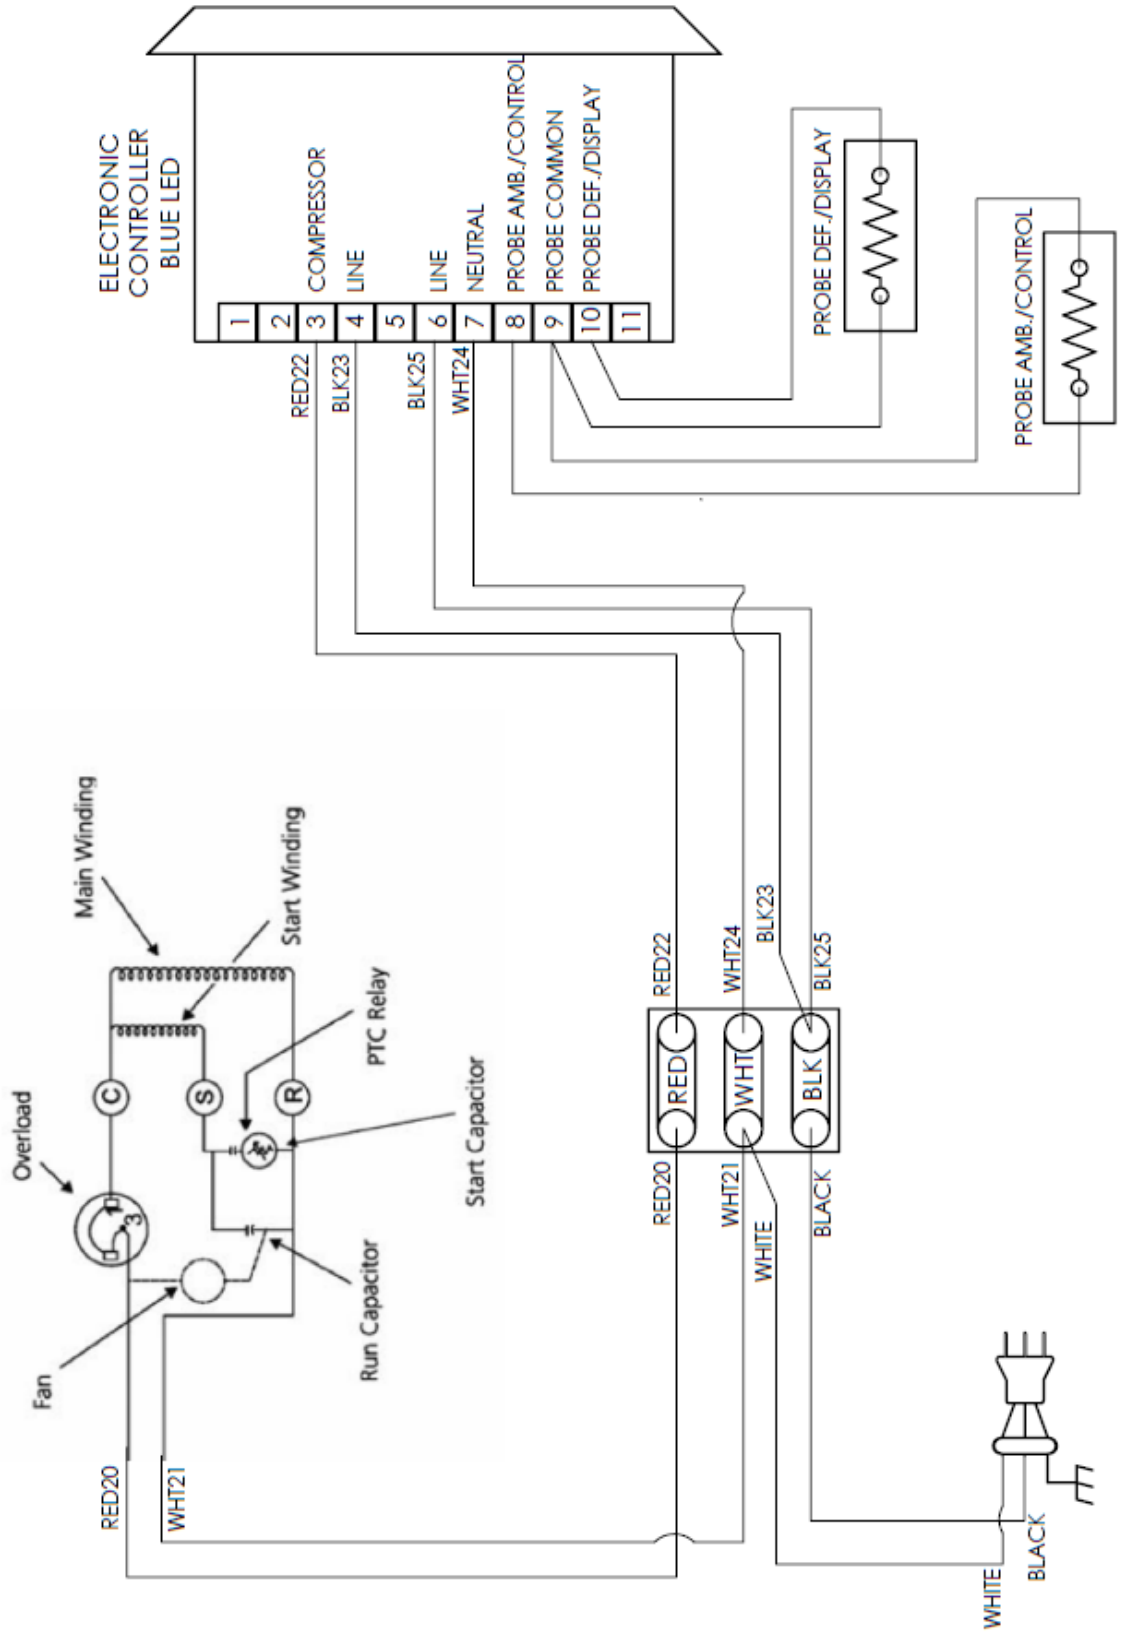 ELECTRONIC
CONTROLLER
BLUE LED
1
2
3
4
5
6
7
8
9
10
11
COMPRESSOR
LINE
LINE
NEUTRAL
PROBE AMB./CONTROL
PROBE COMMON
PROBE DEF./DISPLAY
RED22
BLK23
BLK25
WHT24
PROBE DEF./DISPLAY
PROBE AMB./CONTROL
Main Winding
Start Winding
PTC Relay
Start Capacitor
Overload
C
S
R
3
Fan
Run Capacitor
RED22
WHT24
BLK23
BLK25
RED
WHT
BLK
RED20
WHT21
WHITE
BLACK
RED20
WHT21
WHITE
BLACK